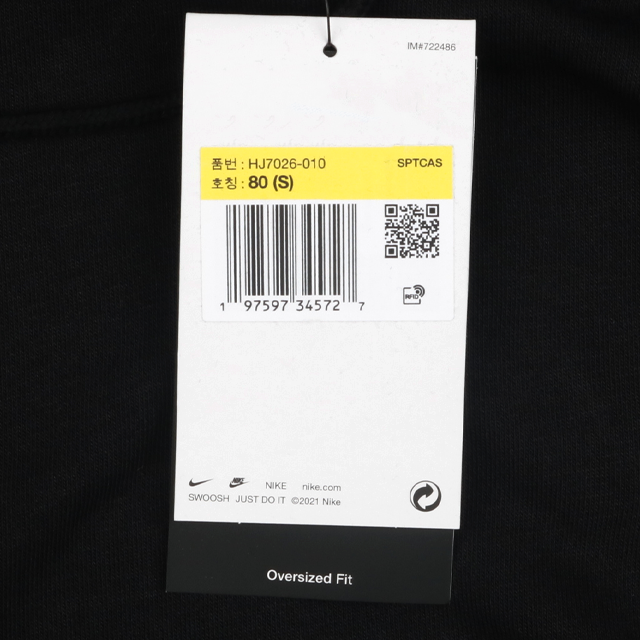 IM#722486
품번 : HJ7026-010 SPTCAS
호칭 : 80 (S)
1 97597 34572 7
RFID
NIKE nike.com
SWOOSH JUST DO IT ©2021 Nike
Oversized Fit